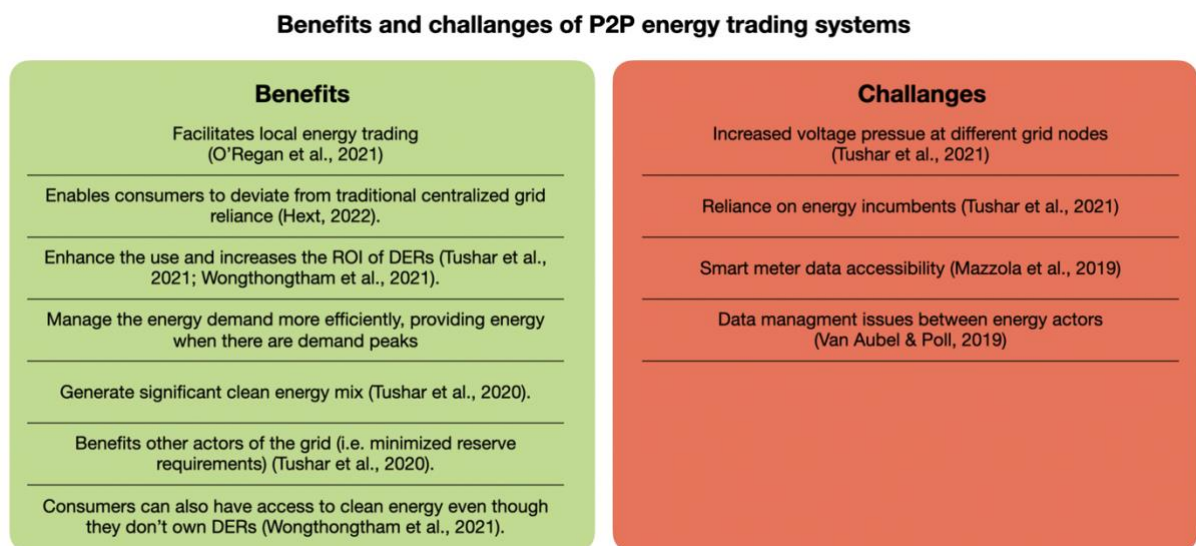 Benefits and challanges of P2P energy trading systems
Benefits
Facilitates local energy trading
(O'Regan et al., 2021)
Enables consumers to deviate from traditional centralized grid
reliance (Hext, 2022).
Enhance the use and increases the ROI of DERs (Tushar et al.,
2021; Wongthongtham et al., 2021).
Manage the energy demand more efficiently, providing energy
when there are demand peaks
Generate significant clean energy mix (Tushar et al., 2020).
Benefits other actors of the grid (i.e. minimized reserve
requirements) (Tushar et al., 2020).
Consumers can also have access to clean energy even though
they don't own DERs (Wongthongtham et al., 2021).
Challanges
Increased voltage pressue at different grid nodes
(Tushar et al., 2021)
Reliance on energy incumbents (Tushar et al., 2021)
Smart meter data accessibility (Mazzola et al., 2019)
Data managment issues between energy actors
(Van Aubel & Poll, 2019)